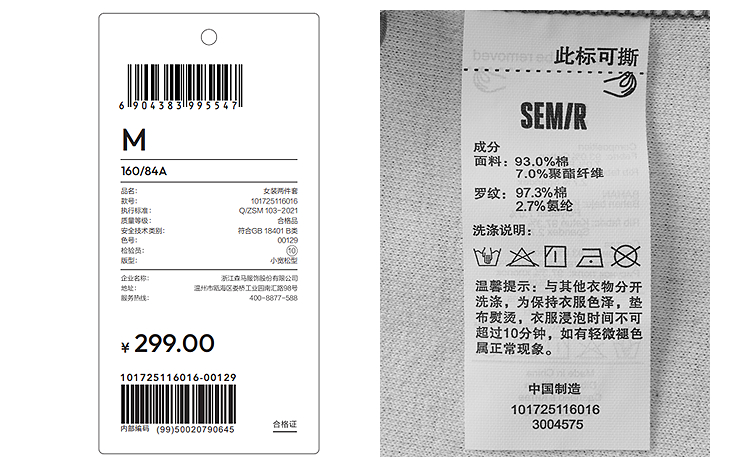 6 904383 995547
M
160/84A
品名： 女装两件套
款号： 101725116016
执行标准： Q/ZSM 103-2021
质量等级： 合格品
安全技术类别： 符合GB 18401 B类
色号： 00129
检验员： 10
版型： 小宽松型
企业名称： 浙江森马服饰股份有限公司
地址： 温州市瓯海区娄桥工业园南汇路98号
服务热线： 400-8877-588
¥ 299.00
101725116016-00129
内部编码 (99)50020790645
合格证
此标可撕
SEMIR
成分
面料：93.0%棉
7.0%聚酯纤维
罗纹：97.3%棉
2.7%氨纶
洗涤说明：
温馨提示：与其他衣物分开
洗涤，为保持衣服色泽，垫
布熨烫，衣服浸泡时间不可
超过10分钟，如有轻微褪色
属正常现象。
中国制造
101725116016
3004575